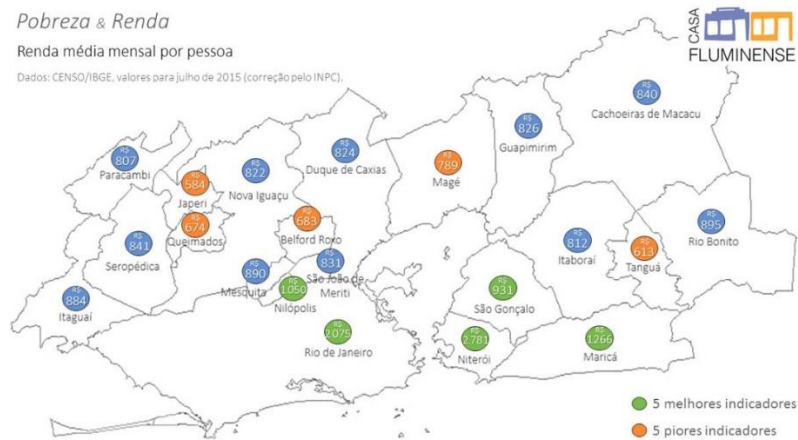 Pobreza & Renda
Renda média mensal por pessoa
Dados: CENSO/IBGE, valores para julho de 2015 (correção pelo INPC).
CASA
FLUMINENSE
R$
840
Cachoeiras de Macacu
R$
826
Guapimirim
R$
824
Duque de Caxias
R$
807
Paracambi
R$
789
Magé
R$
822
Nova Iguaçu
R$
584
Japeri
R$
674
Queimados
R$
683
Belford Roxo
R$
895
Rio Bonito
R$
841
Seropédica
R$
812
Itaboraí
R$
613
Tanguá
R$
890
Mesquita
R$
831
São João de
Meriti
R$
884
Itaguaí
R$
1050
Nilópolis
R$
931
São Gonçalo
R$
2075
Rio de Janeiro
R$
2781
Niterói
R$
1266
Maricá
5 melhores indicadores
5 piores indicadores